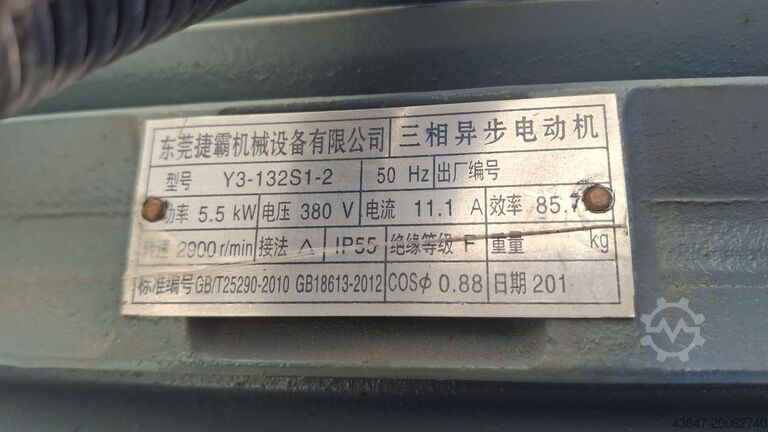 东莞捷霸机械设备有限公司 三相异步电动机
型号 Y3-132S1-2 50 Hz 出厂编号
功率 5.5 kW 电压 380 V 电流 11.1 A 效率 85.7
转速 2900 r/min 接法 △ IP55 绝缘等级 F 重量 kg
标准编号 GB/T25290-2010 GB18613-2012 COSφ 0.88 日期 201
43647-20062740